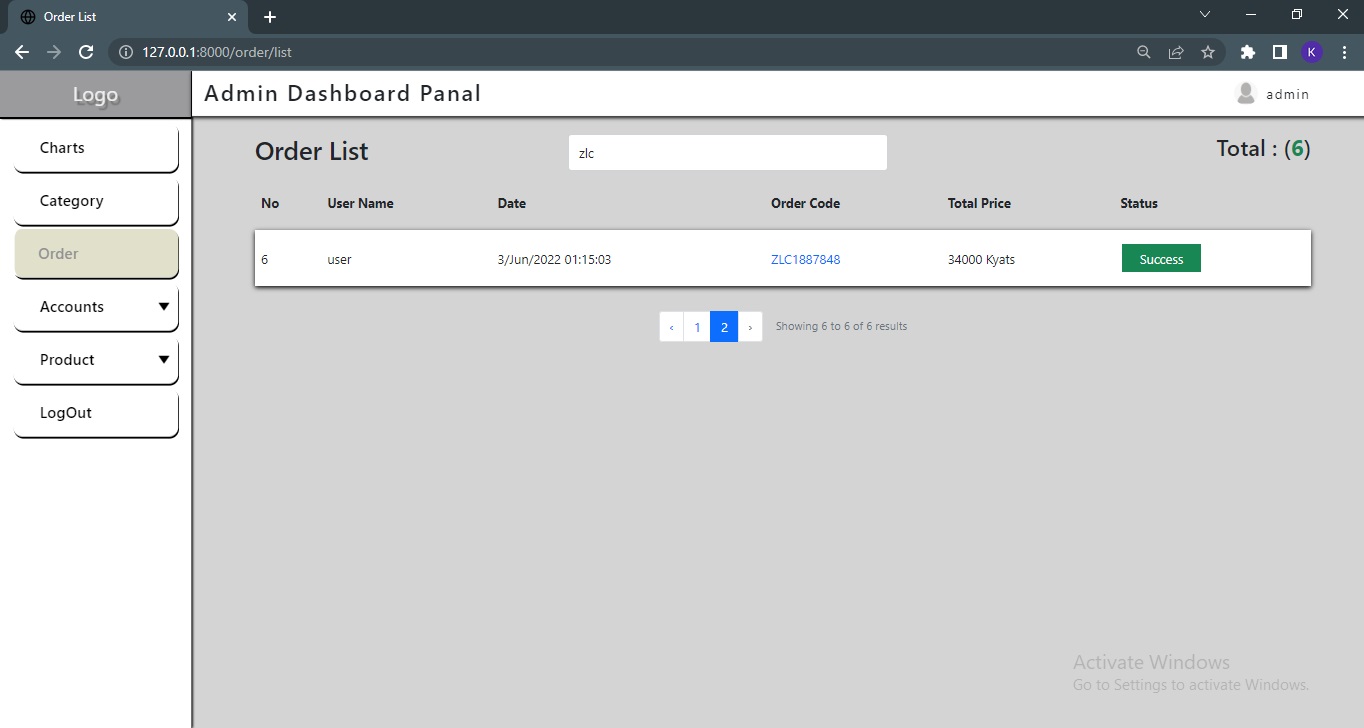 Order List
127.0.0.1:8000/order/list
K
Logo
Admin Dashboard Panal
admin
Charts
Category
Order
Accounts
Product
LogOut
Order List
zlc
Total : (6)
No User Name Date Order Code Total Price Status
6 user 3/Jun/2022 01:15:03 ZLC1887848 34000 Kyats Success
‹ 1 2 › Showing 6 to 6 of 6 results
Activate Windows
Go to Settings to activate Windows.